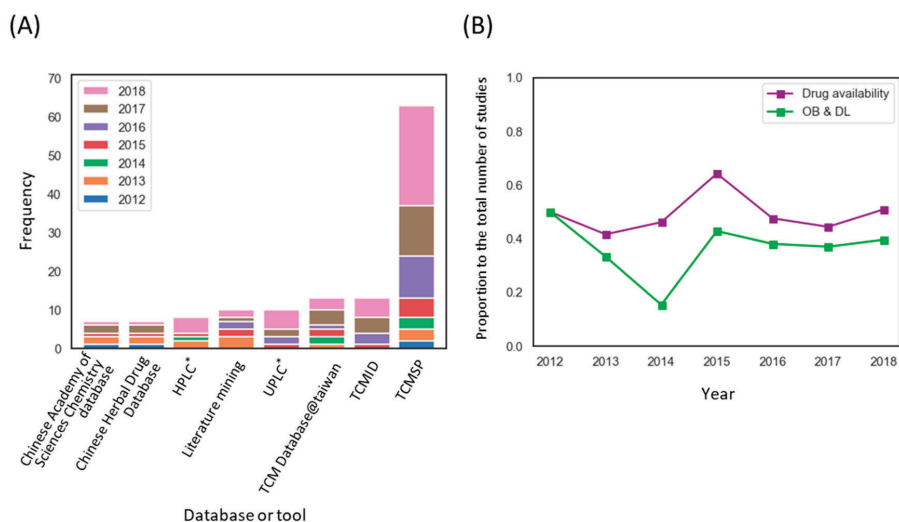 (A)
(B)
Frequency
70
60
50
40
30
20
10
0
2018
2017
2016
2015
2014
2013
2012
Chinese Academy of
Sciences Chemistry
database
Chinese Herbal Drug
Database
HPLC*
Literature mining
UPLC*
TCM Database@taiwan
TCMID
TCMSP
Database or tool
Proportion to the total number of studies
1.0
0.8
0.6
0.4
0.2
0.0
Drug availability
OB & DL
2012 2013 2014 2015 2016 2017 2018
Year